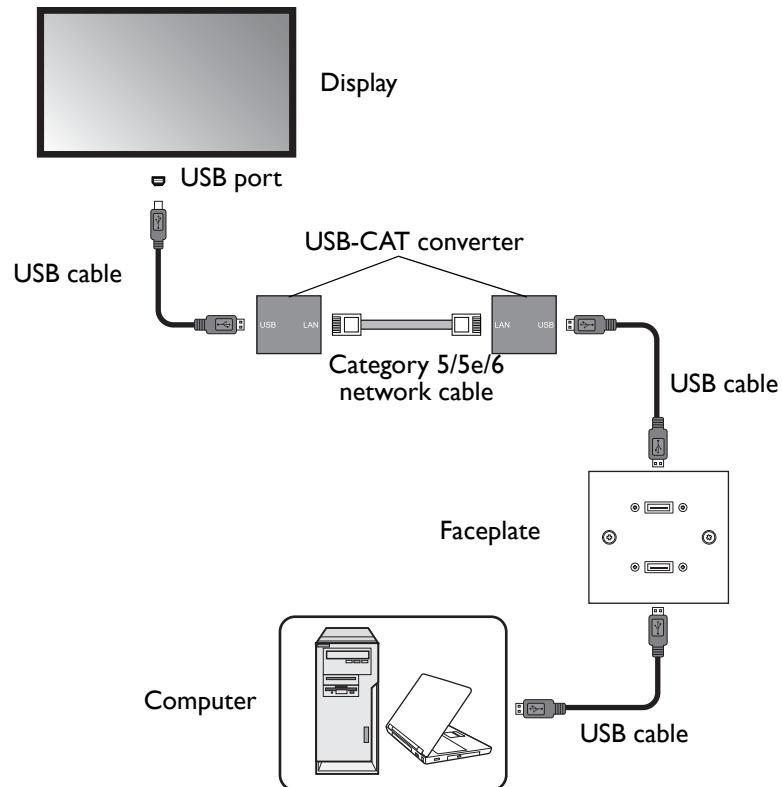 Display
USB port
USB-CAT converter
USB cable
USB LAN
LAN USB
Category 5/5e/6
network cable
USB cable
Faceplate
Computer
USB cable